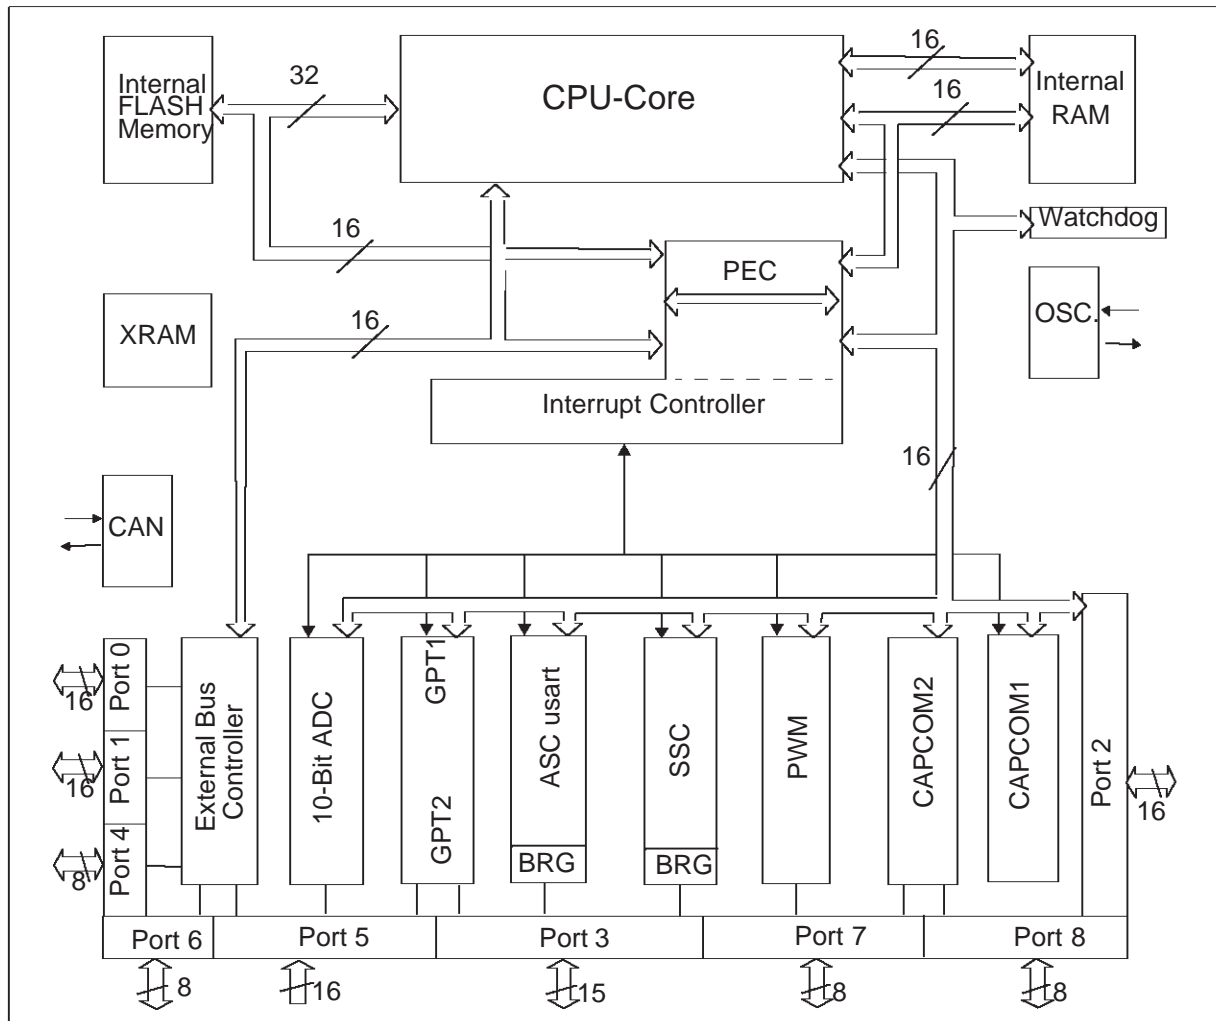 Internal
FLASH
Memory
32
CPU-Core
16
Internal
RAM
16
Watchdog
16
PEC
XRAM
16
OSC.
Interrupt Controller
16
CAN
Port 0
16
Port 1
16
Port 4
8
External Bus
Controller
10-Bit ADC
GPT1
GPT2
ASC usart
BRG
SSC
BRG
PWM
CAPCOM2
CAPCOM1
Port 2
16
Port 6
Port 5
Port 3
Port 7
Port 8
8
16
15
8
8